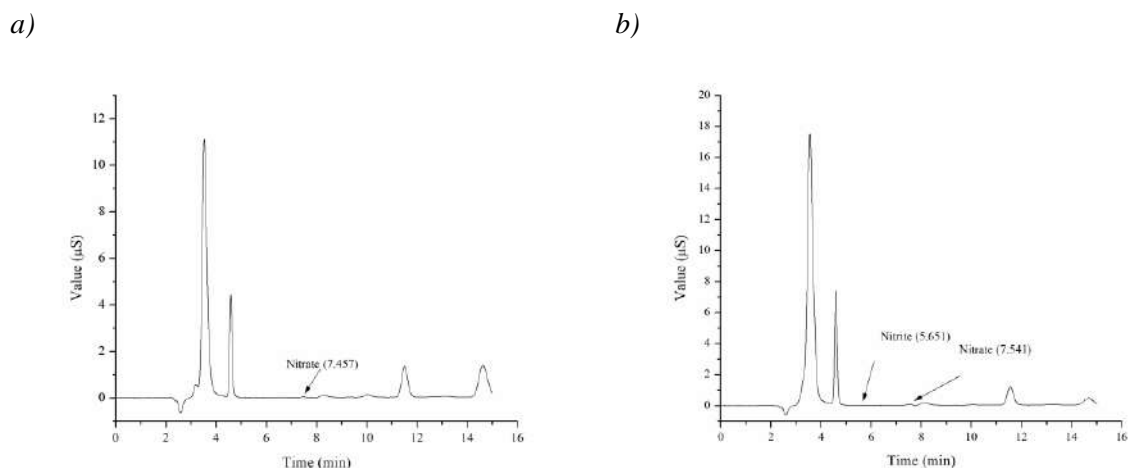 a)
b)
12
10
8
6
4
2
0
Value (µS)
Nitrate (7.457)
0 2 4 6 8 10 12 14 16
Time (min)
20
18
16
14
12
10
8
6
4
2
0
Value (µS)
Nitrite (5.651)
Nitrate (7.541)
0 2 4 6 8 10 12 14 16
Time (min)